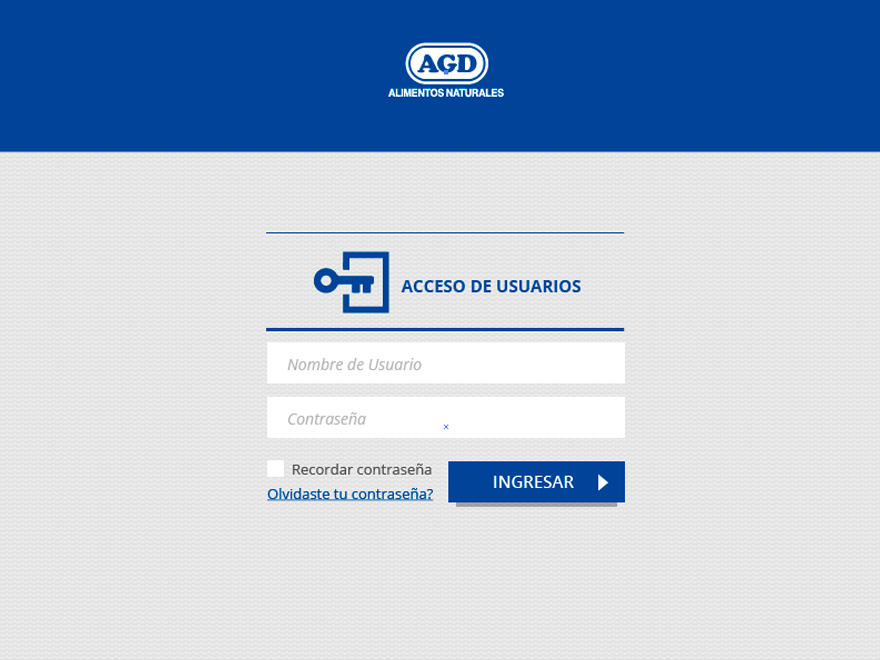 AGD
ALIMENTOS NATURALES
ACCESO DE USUARIOS
Nombre de Usuario
Contraseña
Recordar contraseña
Olvidaste tu contraseña?
INGRESAR